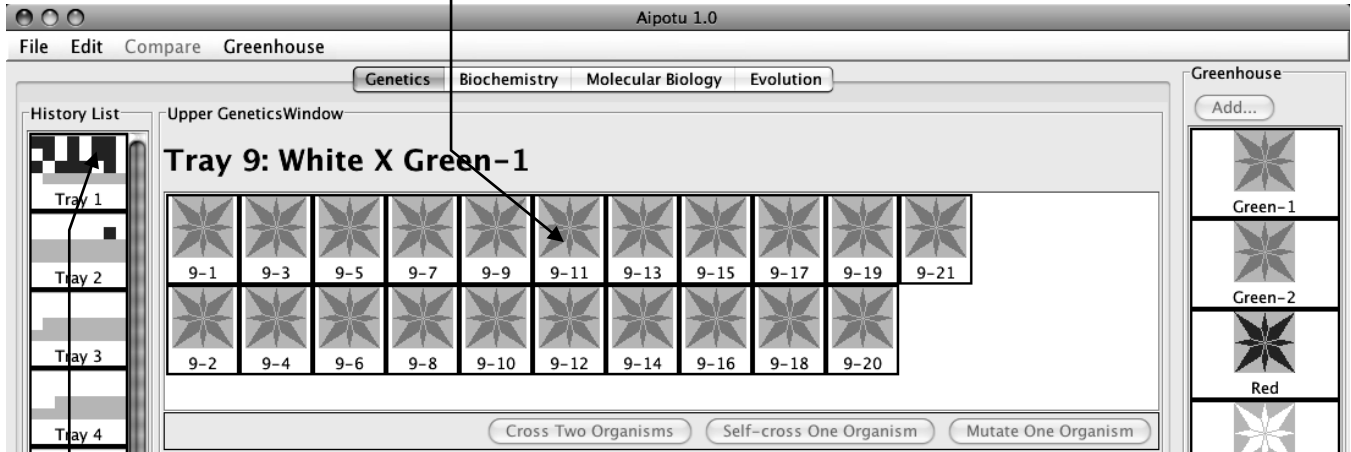 Aipotu 1.0
File Edit Compare Greenhouse
Genetics Biochemistry Molecular Biology Evolution
History List
Tray 1
Tray 2
Tray 3
Tray 4
Upper GeneticsWindow
Tray 9: White X Green-1
9-1 9-3 9-5 9-7 9-9 9-11 9-13 9-15 9-17 9-19 9-21
9-2 9-4 9-6 9-8 9-10 9-12 9-14 9-16 9-18 9-20
Cross Two Organisms Self-cross One Organism Mutate One Organism
Greenhouse
Add...
Green-1
Green-2
Red